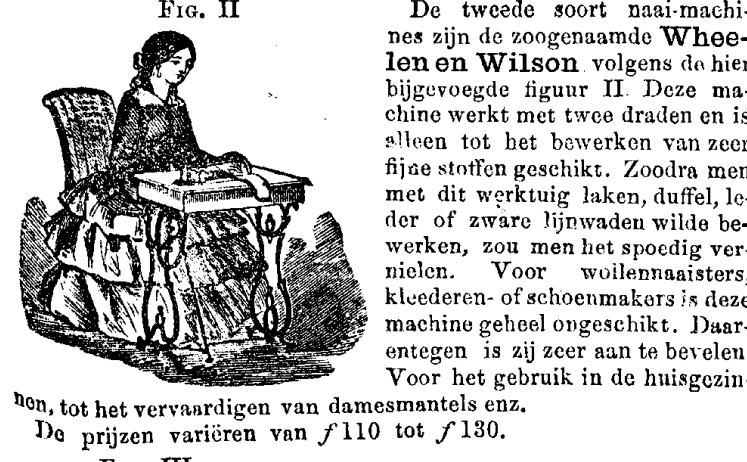 FIG. II
De tweede soort naai-machi-
nes zijn de zoogenaamde Whee-
len en Wilson volgens de hier
bijgevoegde figuur II. Deze ma-
chine werkt met twee draden en is
alleen tot het bewerken van zeer
fijne stoffen geschikt. Zoodra men
met dit werktuig laken, duffel, le-
der of zware lijnwaden wilde be-
werken, zou men het spoedig ver-
nielen. Voor wollennaaisters,
kleederen- of schoenmakers is deze
machine geheel ongeschikt. Daar-
entegen is zij zeer aan te bevelen
Voor het gebruik in de huisgezin-
nen, tot het vervaardigen van damesmantels enz.
De prijzen variëren van ƒ110 tot ƒ130.